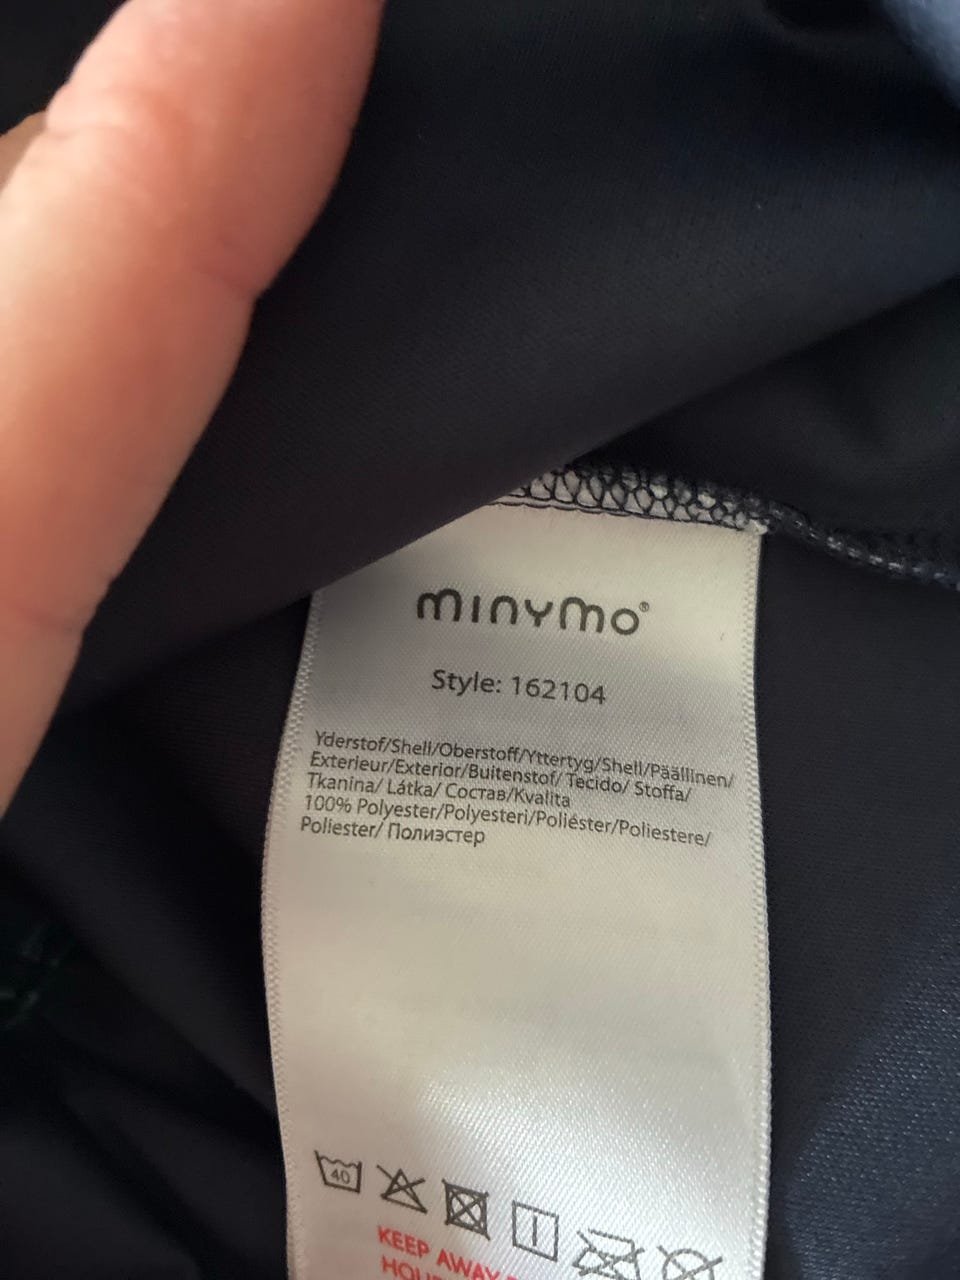 minymo®
Style: 162104
Yderstof/Shell/Oberstoff/Yttertyg/Shell/Päällinen/
Exterieur/Exterior/Buitenstof/ Tecido/ Stoffa/
Tkanina/ Látka/ Состав/Kvalita
100% Polyester/Polyesteri/Poliéster/Poliestere/
Poliester/ Полиэстер
40
KEEP AWAY